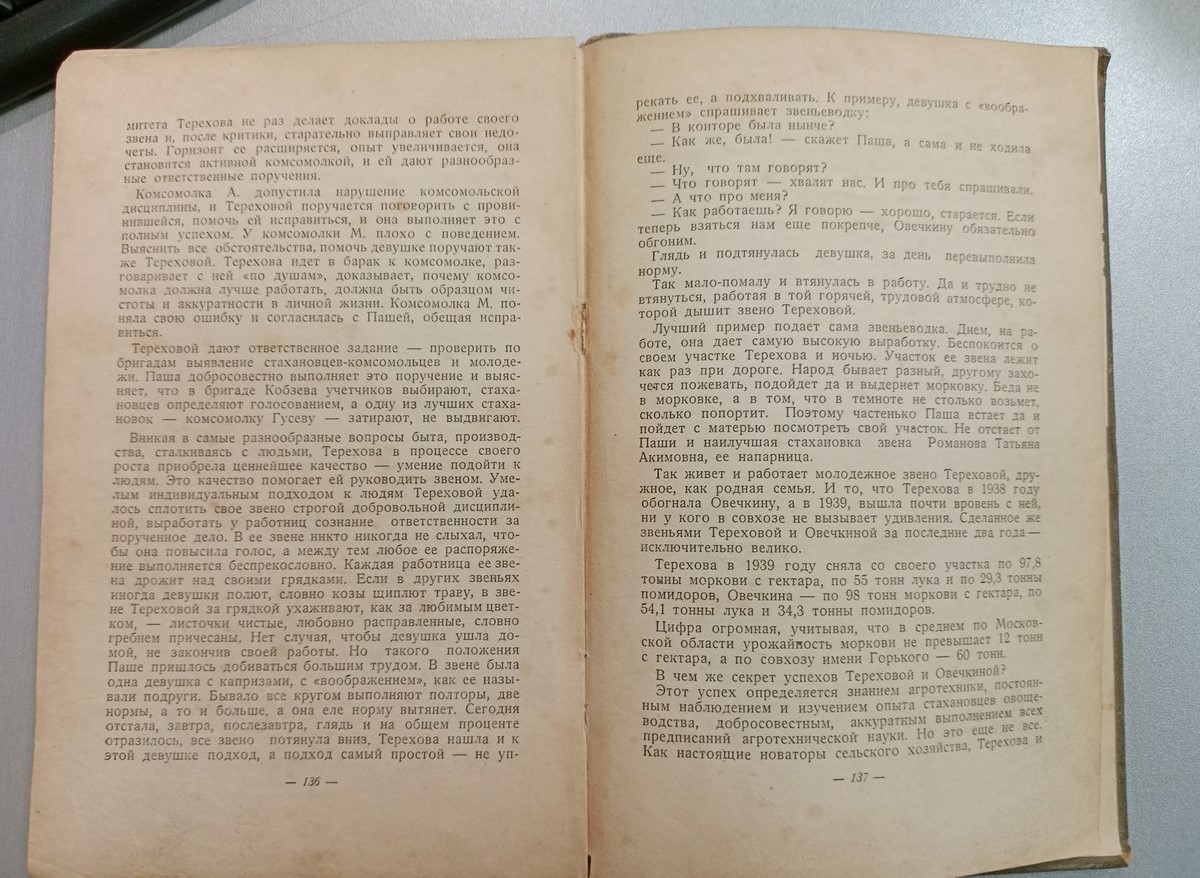 митета Терехова не раз делает доклады о работе своего
звена и, после критики, старательно выправляет свои недо-
четы. Горизонт ее расширяется, опыт увеличивается, она
становится активной комсомолкой, и ей дают разнообраз-
ные ответственные поручения.
Комсомолка А. допустила нарушение комсомольской
дисциплины, и Тереховой поручается поговорить с прови-
нившейся, помочь ей исправиться, и она выполняет это с
полным успехом. У комсомолки М. плохо с поведением.
Выяснить все обстоятельства, помочь девушке поручают так-
же Тереховой. Терехова идет в барак к комсомолке, раз-
говаривает с ней «по душам», доказывает, почему комсо-
молка должна лучше работать, должна быть образцом чи-
стоты и аккуратности в личной жизни. Комсомолка М. по-
няла свою ошибку и согласилась с Пашей, обещая испра-
виться.
Тереховой дают ответственное задание — проверить по
бригадам выявление стахановцев-комсомольцев и молоде-
жи. Паша добросовестно выполняет это поручение и выяс-
няет, что в бригаде Кобзева учетчиков выбирают, стаха-
новцев определяют голосованием, а одну из лучших стаха-
новок — комсомолку Гусеву — затирают, не выдвигают.
Вникая в самые разнообразные вопросы быта, производ-
ства, сталкиваясь с людьми, Терехова в процессе своего
роста приобрела ценнейшее качество — умение подойти к
людям. Это качество помогает ей руководить звеном. Уме-
лым индивидуальным подходом к людям Тереховой уда-
лось сплотить свое звено строгой добровольной дисципли-
ной, выработать у работниц сознание ответственности за
порученное дело. В ее звене никто никогда не слыхал, что-
бы она повысила голос, а между тем любое ее распоряже-
ние выполняется беспрекословно. Каждая работница ее зве-
на дрожит над своими грядками. Если в других звеньях
иногда девушки полют, словно козы щиплют траву, в зве-
не Тереховой за грядкой ухаживают, как за любимым цвет-
ком, — листочки чистые, любовно расправленные, словно
гребнем причесаны. Нет случая, чтобы девушка ушла до-
мой, не закончив своей работы. Но такого положения
Паше пришлось добиваться большим трудом. В звене была
одна девушка с капризами, с «воображением», как ее назы-
вали подруги. Бывало все кругом выполняют полторы, две
нормы, а то и больше, а она еле норму вытянет. Сегодня
отстала, завтра, послезавтра, глядь и на общем проценте
отразилось, все звено потянула вниз. Терехова нашла и к
этой девушке подход, а подход самый простой — не уп-
— 136 —
рекать ее, а подхваливать. К примеру, девушка с «вообра-
жением» спрашивает звеньеводку:
— В конторе была нынче?
— Как же, была! — скажет Паша, а сама и не ходила
еще.
— Ну, что там говорят?
— Что говорят — хвалят нас. И про тебя спрашивали.
— А что про меня?
— Как работаешь? Я говорю — хорошо, старается. Если
теперь взяться нам еще покрепче, Овечкину обязательно
обгоним.
Глядь и подтянулась девушка, за день перевыполнила
норму.
Так мало-помалу и втянулась в работу. Да и трудно не
втянуться, работая в той горячей, трудовой атмосфере, ко-
торой дышит звено Тереховой.
Лучший пример подает сама звеньеводка. Днем, на ра-
боте, она дает самую высокую выработку. Беспокоится о
своем участке Терехова и ночью. Участок ее звена лежит
как раз при дороге. Народ бывает разный, другому захо-
чется пожевать, подойдет да и выдернет морковку. Беда не
в морковке, а в том, что в темноте не столько возьмет,
сколько попортит. Поэтому частенько Паша встает да и
пойдет с матерью посмотреть свой участок. Не отстает от
Паши и наилучшая стахановка звена Романова Татьяна
Акимовна, ее напарница.
Так живет и работает молодежное звено Тереховой, дру-
жное, как родная семья. И то, что Терехова в 1938 году
обогнала Овечкину, а в 1939, вышла почти вровень с ней,
ни у кого в совхозе не вызывает удивления. Сделанное же
звеньями Тереховой и Овечкиной за последние два года —
исключительно велико.
Терехова в 1939 году сняла со своего участка по 97,8
тонны моркови с гектара, по 55 тонн лука и по 29,3 тонны
помидоров, Овечкина — по 98 тонн моркови с гектара, по
54,1 тонны лука и 34,3 тонны помидоров.
Цифра огромная, учитывая, что в среднем по Москов-
ской области урожайность моркови не превышает 12 тонн
с гектара, а по совхозу имени Горького — 60 тонн.
В чем же секрет успехов Тереховой и Овечкиной?
Этот успех определяется знанием агротехники, постоян-
ным наблюдением и изучением опыта стахановцев овоще-
водства, добросовестным, аккуратным выполнением всех
предписаний агротехнической науки. Но это еще не все.
Как настоящие новаторы сельского хозяйства, Терехова и
— 137 —